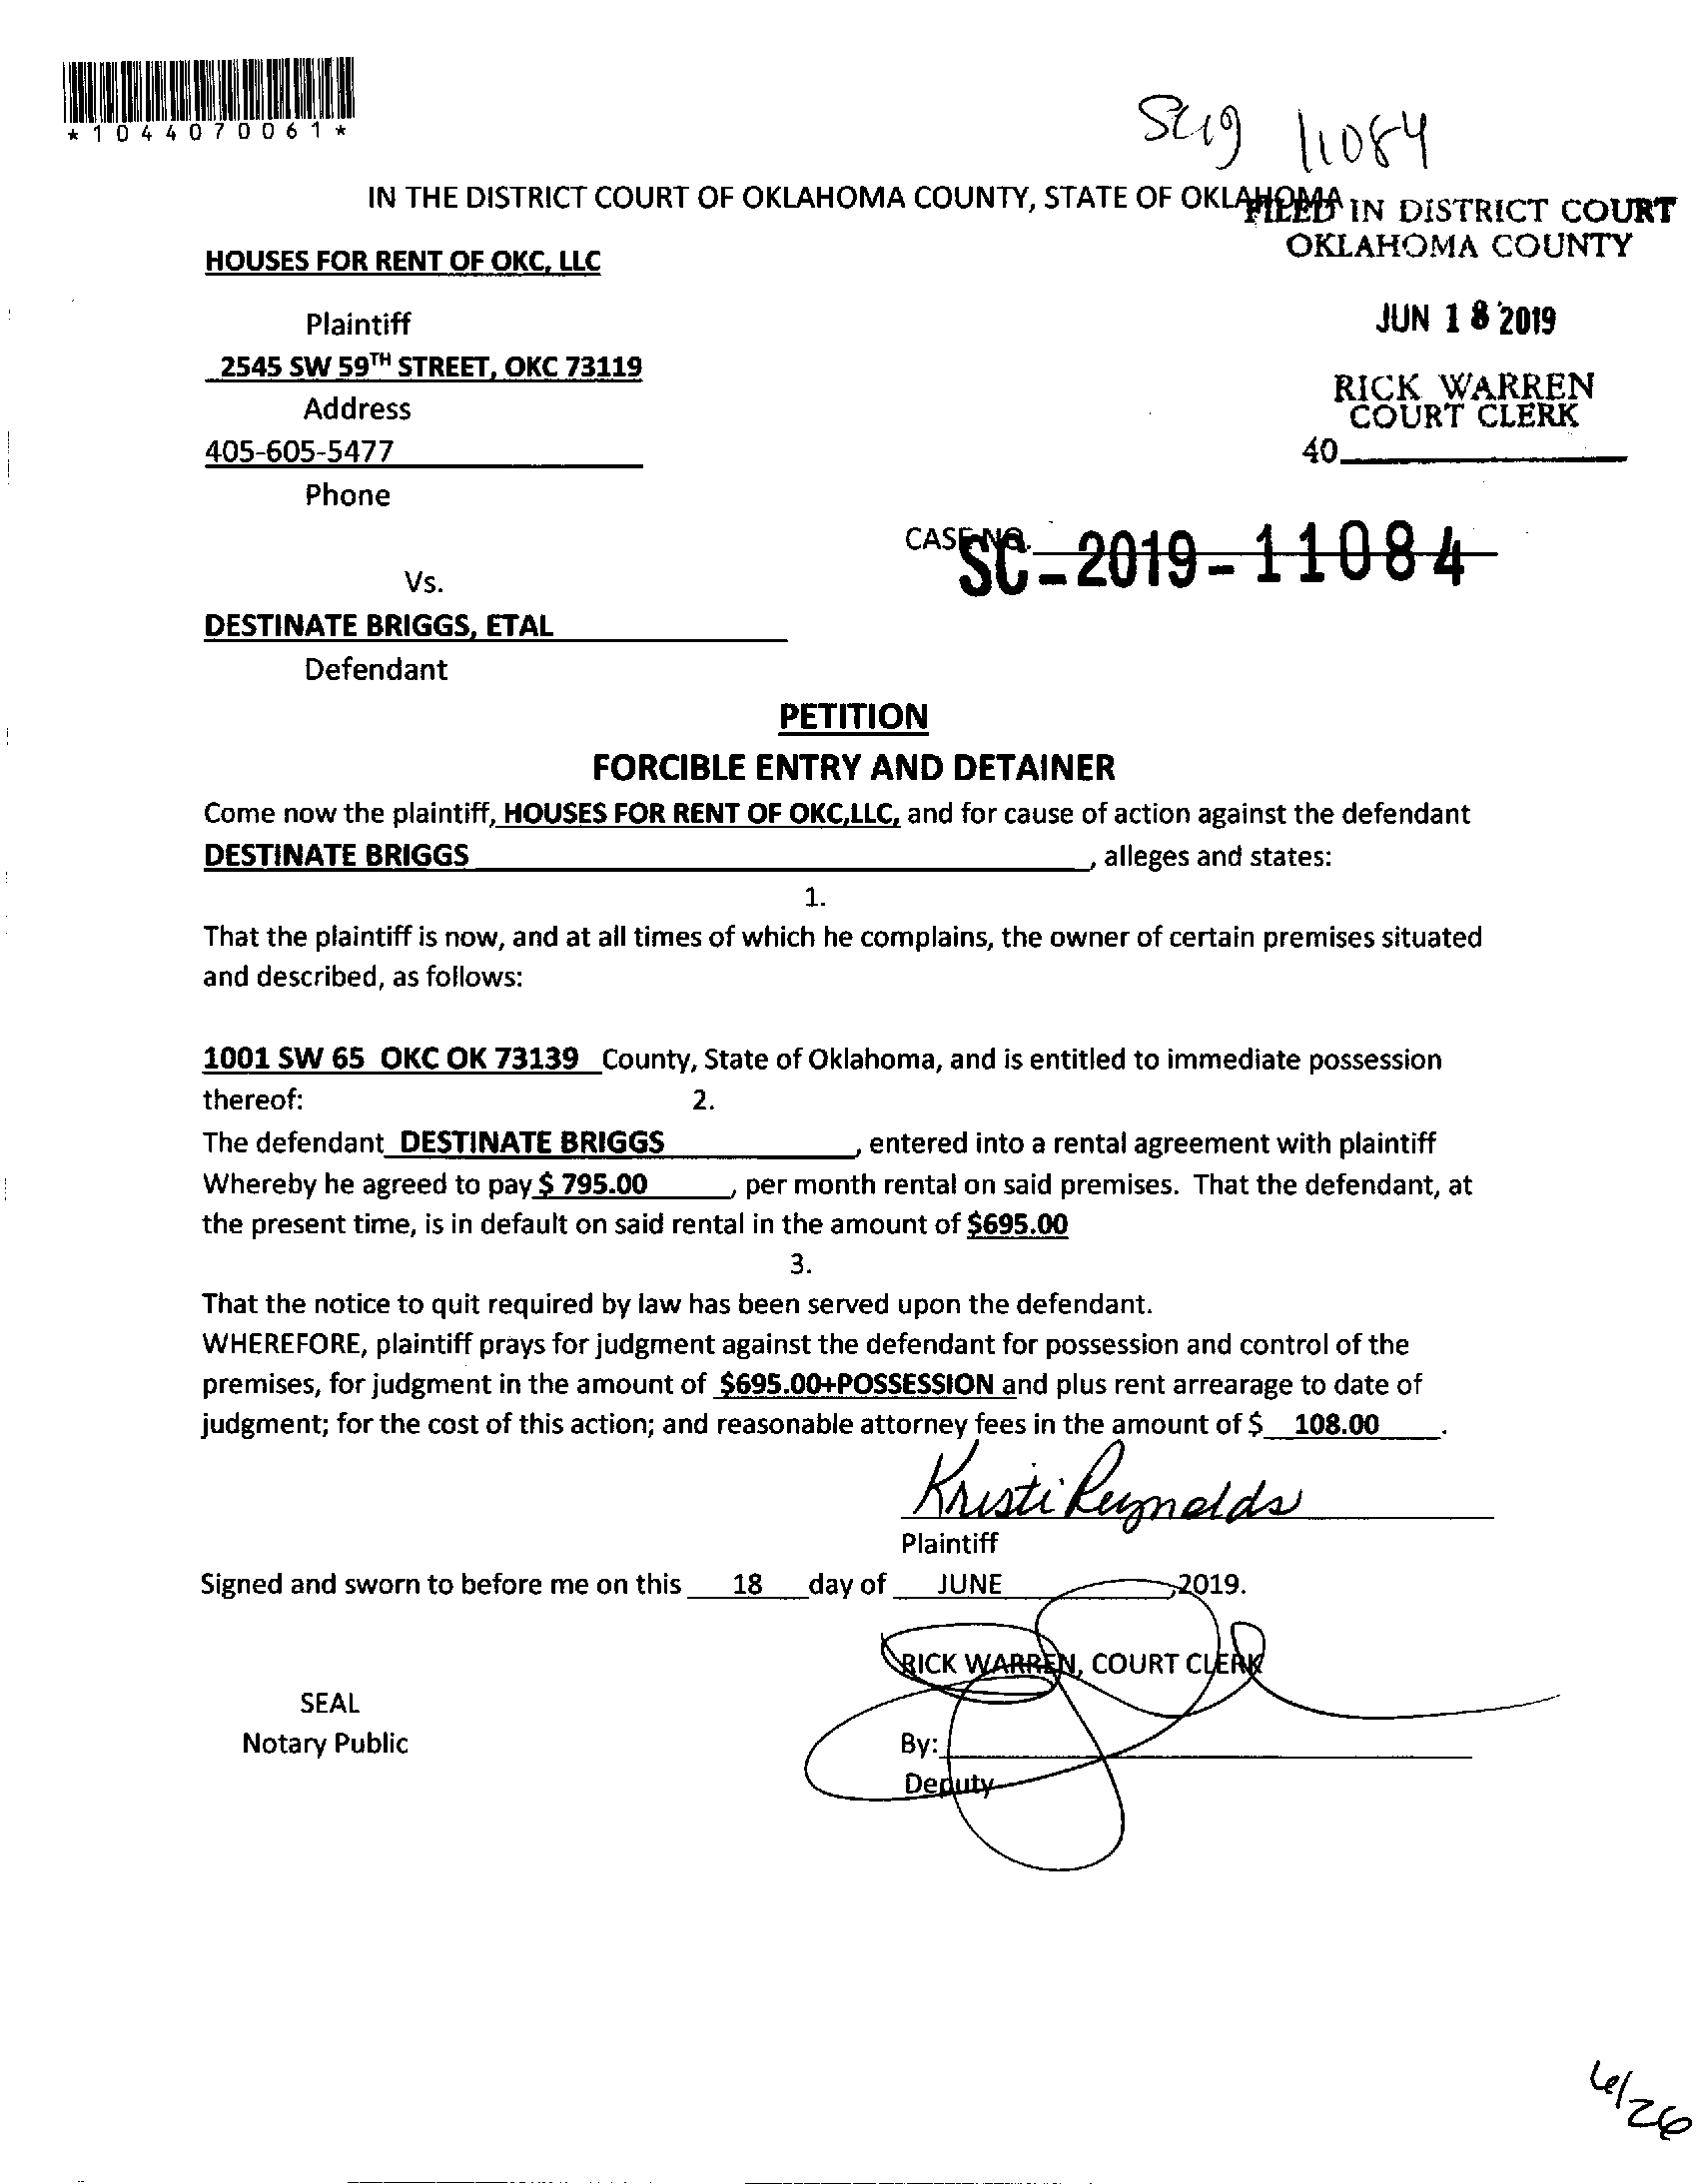 *1044070061*
SC19 11084
IN THE DISTRICT COURT OF OKLAHOMA COUNTY, STATE OF OKLAHOMA
FILED IN DISTRICT COURT
OKLAHOMA COUNTY
HOUSES FOR RENT OF OKC, LLC
Plaintiff
JUN 18 2019
2545 SW 59TH STREET, OKC 73119
Address
RICK WARREN
COURT CLERK
405-605-5477
40
Phone
CASE NO. SC-2019-11084
Vs.
DESTINATE BRIGGS, ETAL
Defendant
PETITION
FORCIBLE ENTRY AND DETAINER
Come now the plaintiff, HOUSES FOR RENT OF OKC,LLC, and for cause of action against the defendant
DESTINATE BRIGGS , alleges and states:
1.
That the plaintiff is now, and at all times of which he complains, the owner of certain premises situated
and described, as follows:
1001 SW 65 OKC OK 73139 County, State of Oklahoma, and is entitled to immediate possession
thereof: 2.
The defendant DESTINATE BRIGGS , entered into a rental agreement with plaintiff
Whereby he agreed to pay $ 795.00 , per month rental on said premises. That the defendant, at
the present time, is in default on said rental in the amount of $695.00
3.
That the notice to quit required by law has been served upon the defendant.
WHEREFORE, plaintiff prays for judgment against the defendant for possession and control of the
premises, for judgment in the amount of $695.00+POSSESSION and plus rent arrearage to date of
judgment; for the cost of this action; and reasonable attorney fees in the amount of $ 108.00 .
Kristi Reynolds
Plaintiff
Signed and sworn to before me on this 18 day of JUNE ,2019.
RICK WARREN, COURT CLERK
SEAL
Notary Public
By:
Deputy
6/26